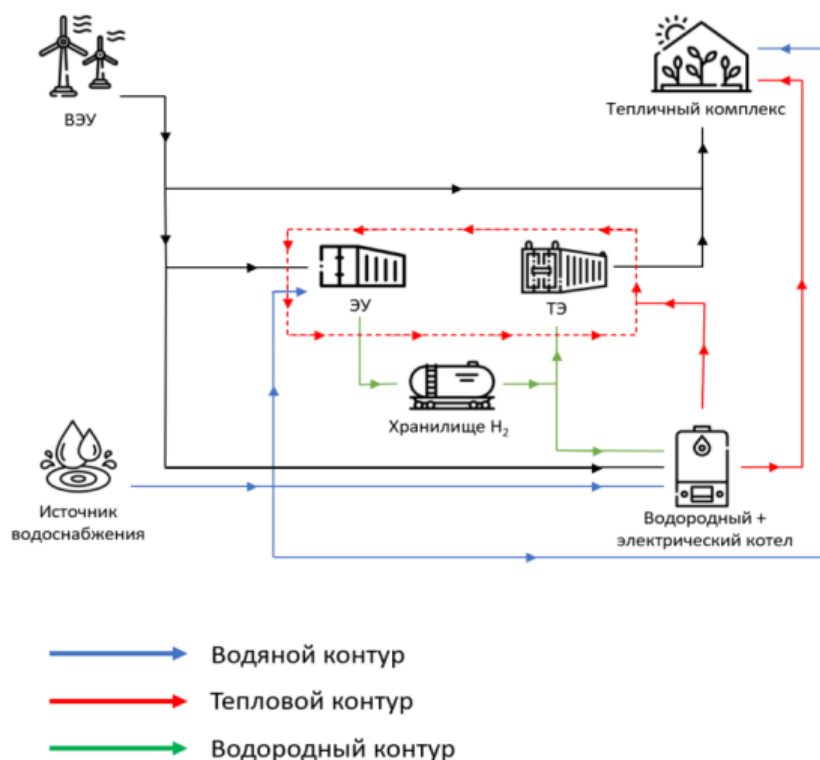 ВЭУ
Тепличный комплекс
ЭУ
ТЭ
Хранилище H₂
Источник
водоснабжения
Водородный +
электрический котел
Водяной контур
Тепловой контур
Водородный контур